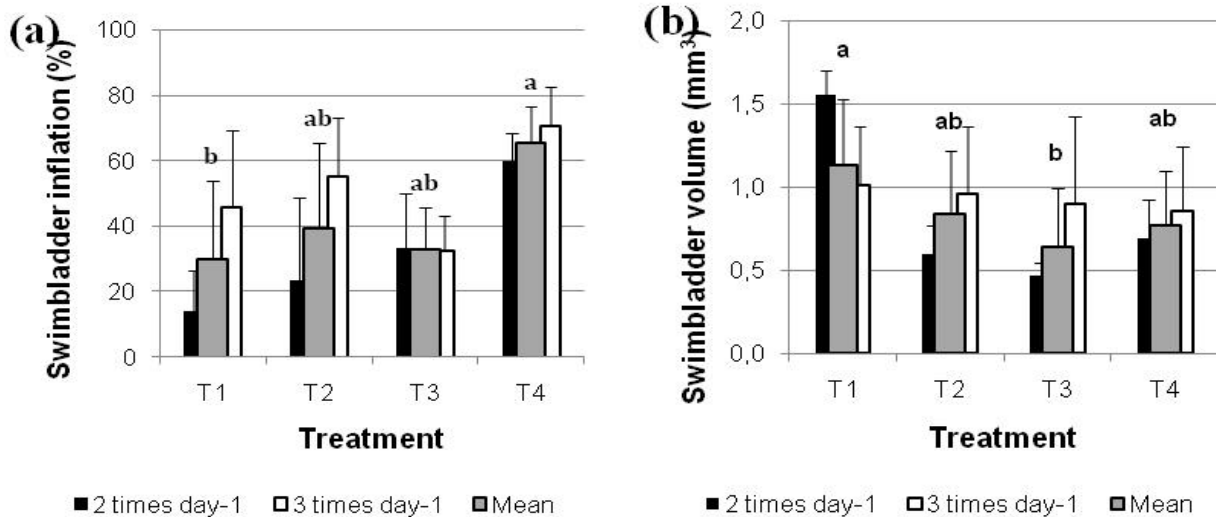 (a)
Swimbladder inflation (%)
100
80
60
40
20
0
b
ab
ab
a
T1 T2 T3 T4
Treatment
2 times day-1 3 times day-1 Mean
(b)
Swimbladder volume (mm³)
2,0
1,5
1,0
0,5
0,0
a
ab
b
ab
T1 T2 T3 T4
Treatment
2 times day-1 3 times day-1 Mean